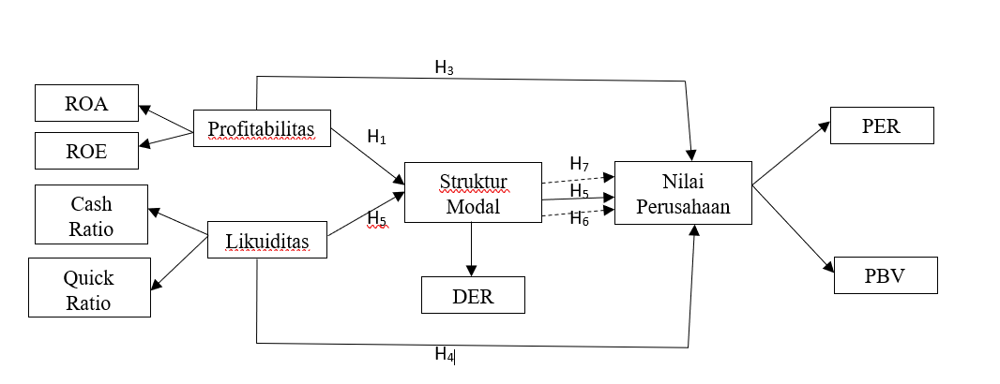 H₃
ROA
Profitabilitas
PER
H₁
ROE
H₇
Struktur
Modal
Nilai
Perusahaan
H₅
Cash
Ratio
H₅
H₆
Likuiditas
Quick
Ratio
DER
PBV
H₄